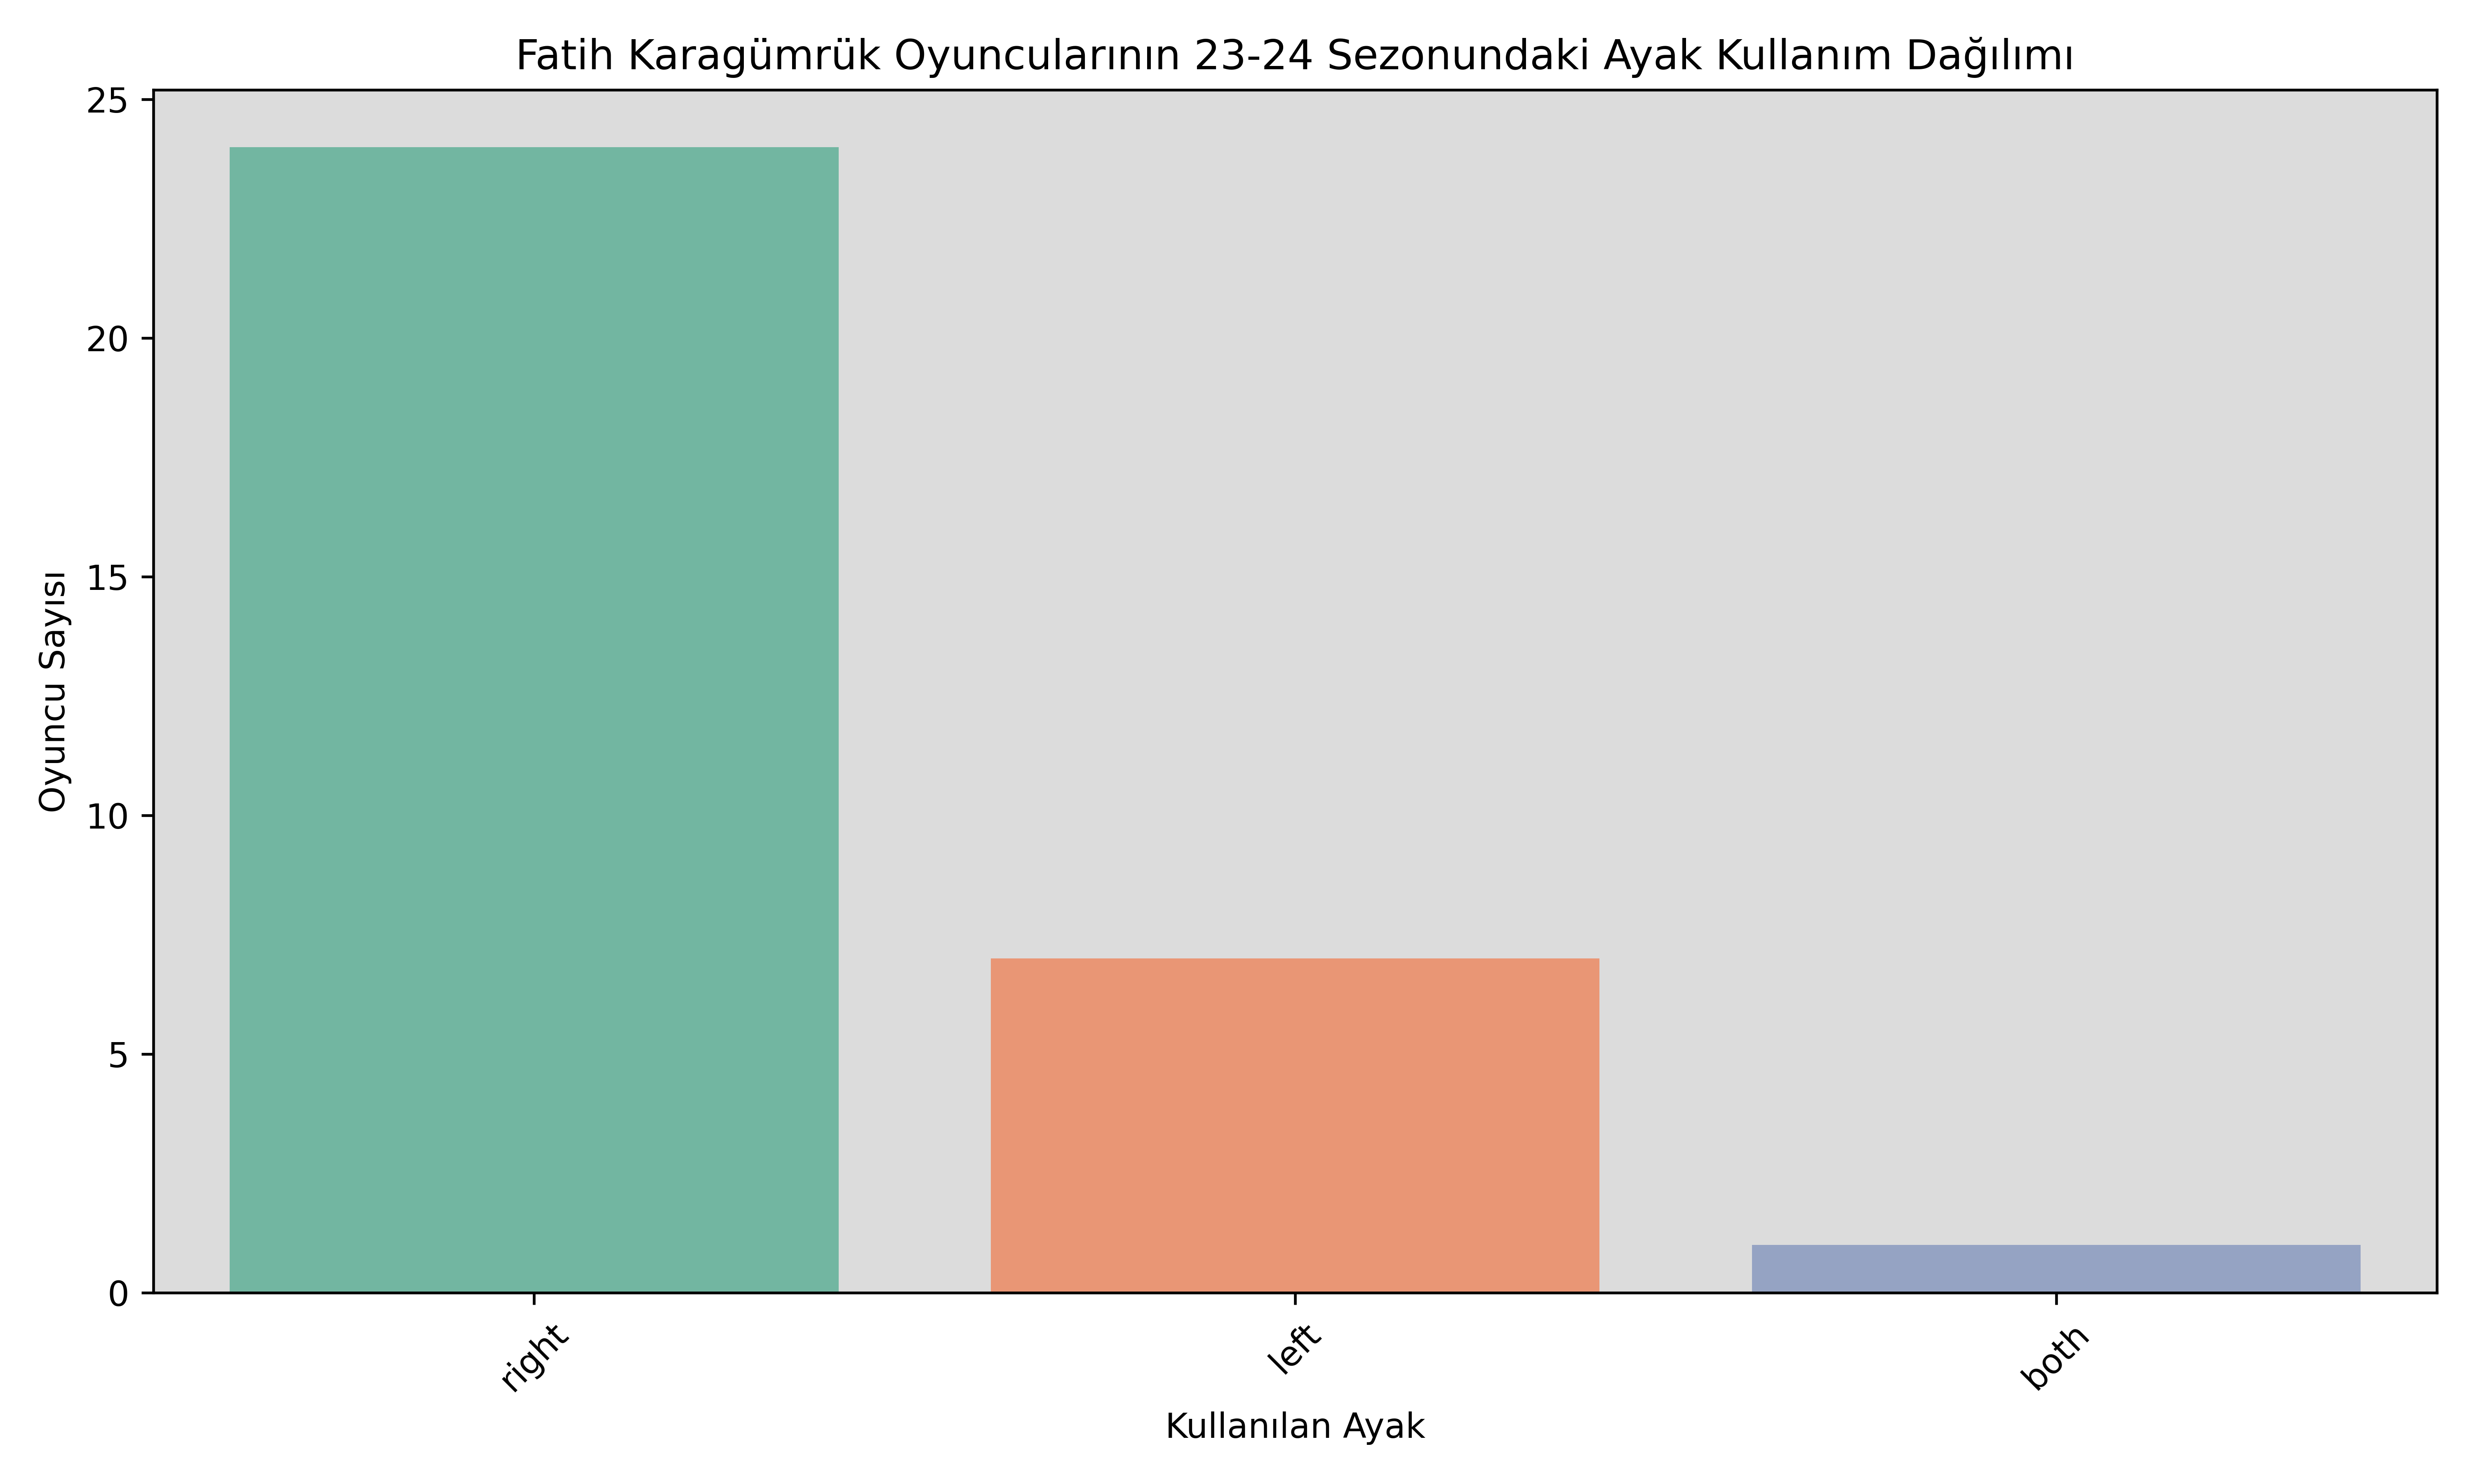 Fatih Karagümrük Oyuncularının 23-24 Sezonundaki Ayak Kullanım Dağılımı
Oyuncu Sayısı
25
20
15
10
5
0
right
left
both
Kullanılan Ayak